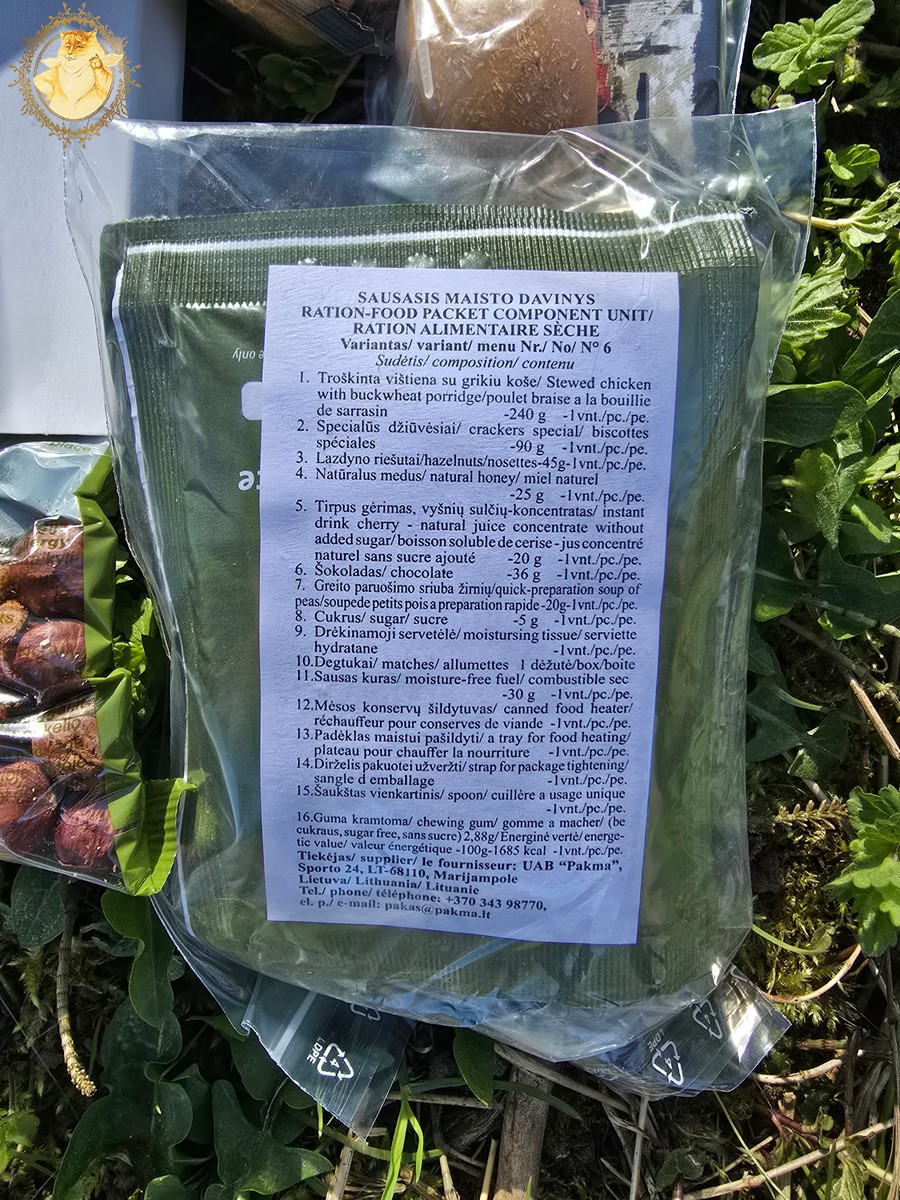 SAUSASIS MAISTO DAVINYS
RATION-FOOD PACKET COMPONENT UNIT/
RATION ALIMENTAIRE SÈCHE
Variantas/ variant/ menu Nr./ No/ N° 6
Sudėtis/ composition/ contenu
1. Troškinta vištiena su grikiu koše/ Stewed chicken
with buckwheat porridge/poulet braise a la bouillie
de sarrasin -240 g -1vnt./pc./pe.
2. Specialūs džiūvėsiai/ crackers special/ biscottes
spéciales -90 g -1vnt./pc./pe.
3. Lazdyno riešutai/hazelnuts/nosettes-45g-1vnt./pc./pe.
4. Natūralus medus/ natural honey/ miel naturel
-25 g -1vnt./pc./pe.
5. Tirpus gėrimas, vyšnių sulčių-koncentratas/ instant
drink cherry - natural juice concentrate without
added sugar/boisson soluble de cerise - jus concentré
naturel sans sucre ajouté -20 g -1vnt./pc./pe.
6. Šokoladas/ chocolate -36 g -1vnt./pc./pe.
7. Greito paruošimo sriuba žirnių/quick-preparation soup of
peas/soupe de petits pois a preparation rapide -20g-1vnt./pc./pe.
8. Cukrus/ sugar/ sucre -5 g -1vnt./pc./pe.
9. Drėkinamoji servetėlė/ moistursing tissue/ serviette
hydratane -1vnt./pc./pe.
10.Degtukai/ matches/ allumettes 1 dėžutė/box/boite
11.Sausas kuras/ moisture-free fuel/ combustible sec
-30 g -1vnt./pc./pe.
12.Mėsos konservų šildytuvas/ canned food heater/
réchauffeur pour conserves de viande -1vnt./pc./pe.
13.Padėklas maistui pašildyti/ a tray for food heating/
plateau pour chauffer la nourriture -1vnt./pc./pe.
14.Dirželis pakuotei užveržti/ strap for package tightening/
sangle d emballage -1vnt./pc./pe.
15.Šaukštas vienkartinis/ spoon/ cuillère a usage unique
-1vnt./pc./pe.
16.Guma kramtoma/ chewing gum/ gomme a macher/ (be
cukraus, sugar free, sans sucre) 2,88g/ Energinė vertė/ energe-
tic value/ valeur énergétique -100g-1685 kcal -1vnt./pc./pe.
Tiekėjas/ supplier/ le fournisseur: UAB “Pakma”,
Sporto 24, LT-68110, Marijampole
Lietuva/ Lithuania/ Lituanie
Tel./ phone/ téléphone: +370 343 98770,
el. p./ e-mail: pakas@pakma.lt
4
LDPE
4